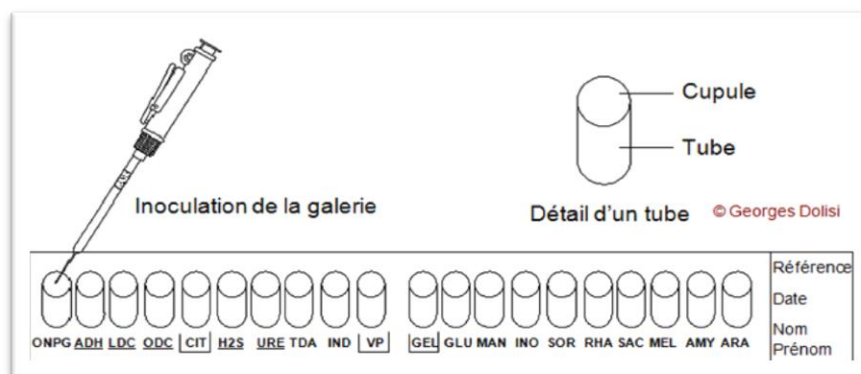 Cupule
Tube
Inoculation de la galerie
Détail d'un tube © Georges Dolisi
Référence
Date
Nom
Prénom
ONPG ADH LDC ODC CIT H2S URE TDA IND VP GEL GLU MAN INO SOR RHA SAC MEL AMY ARA